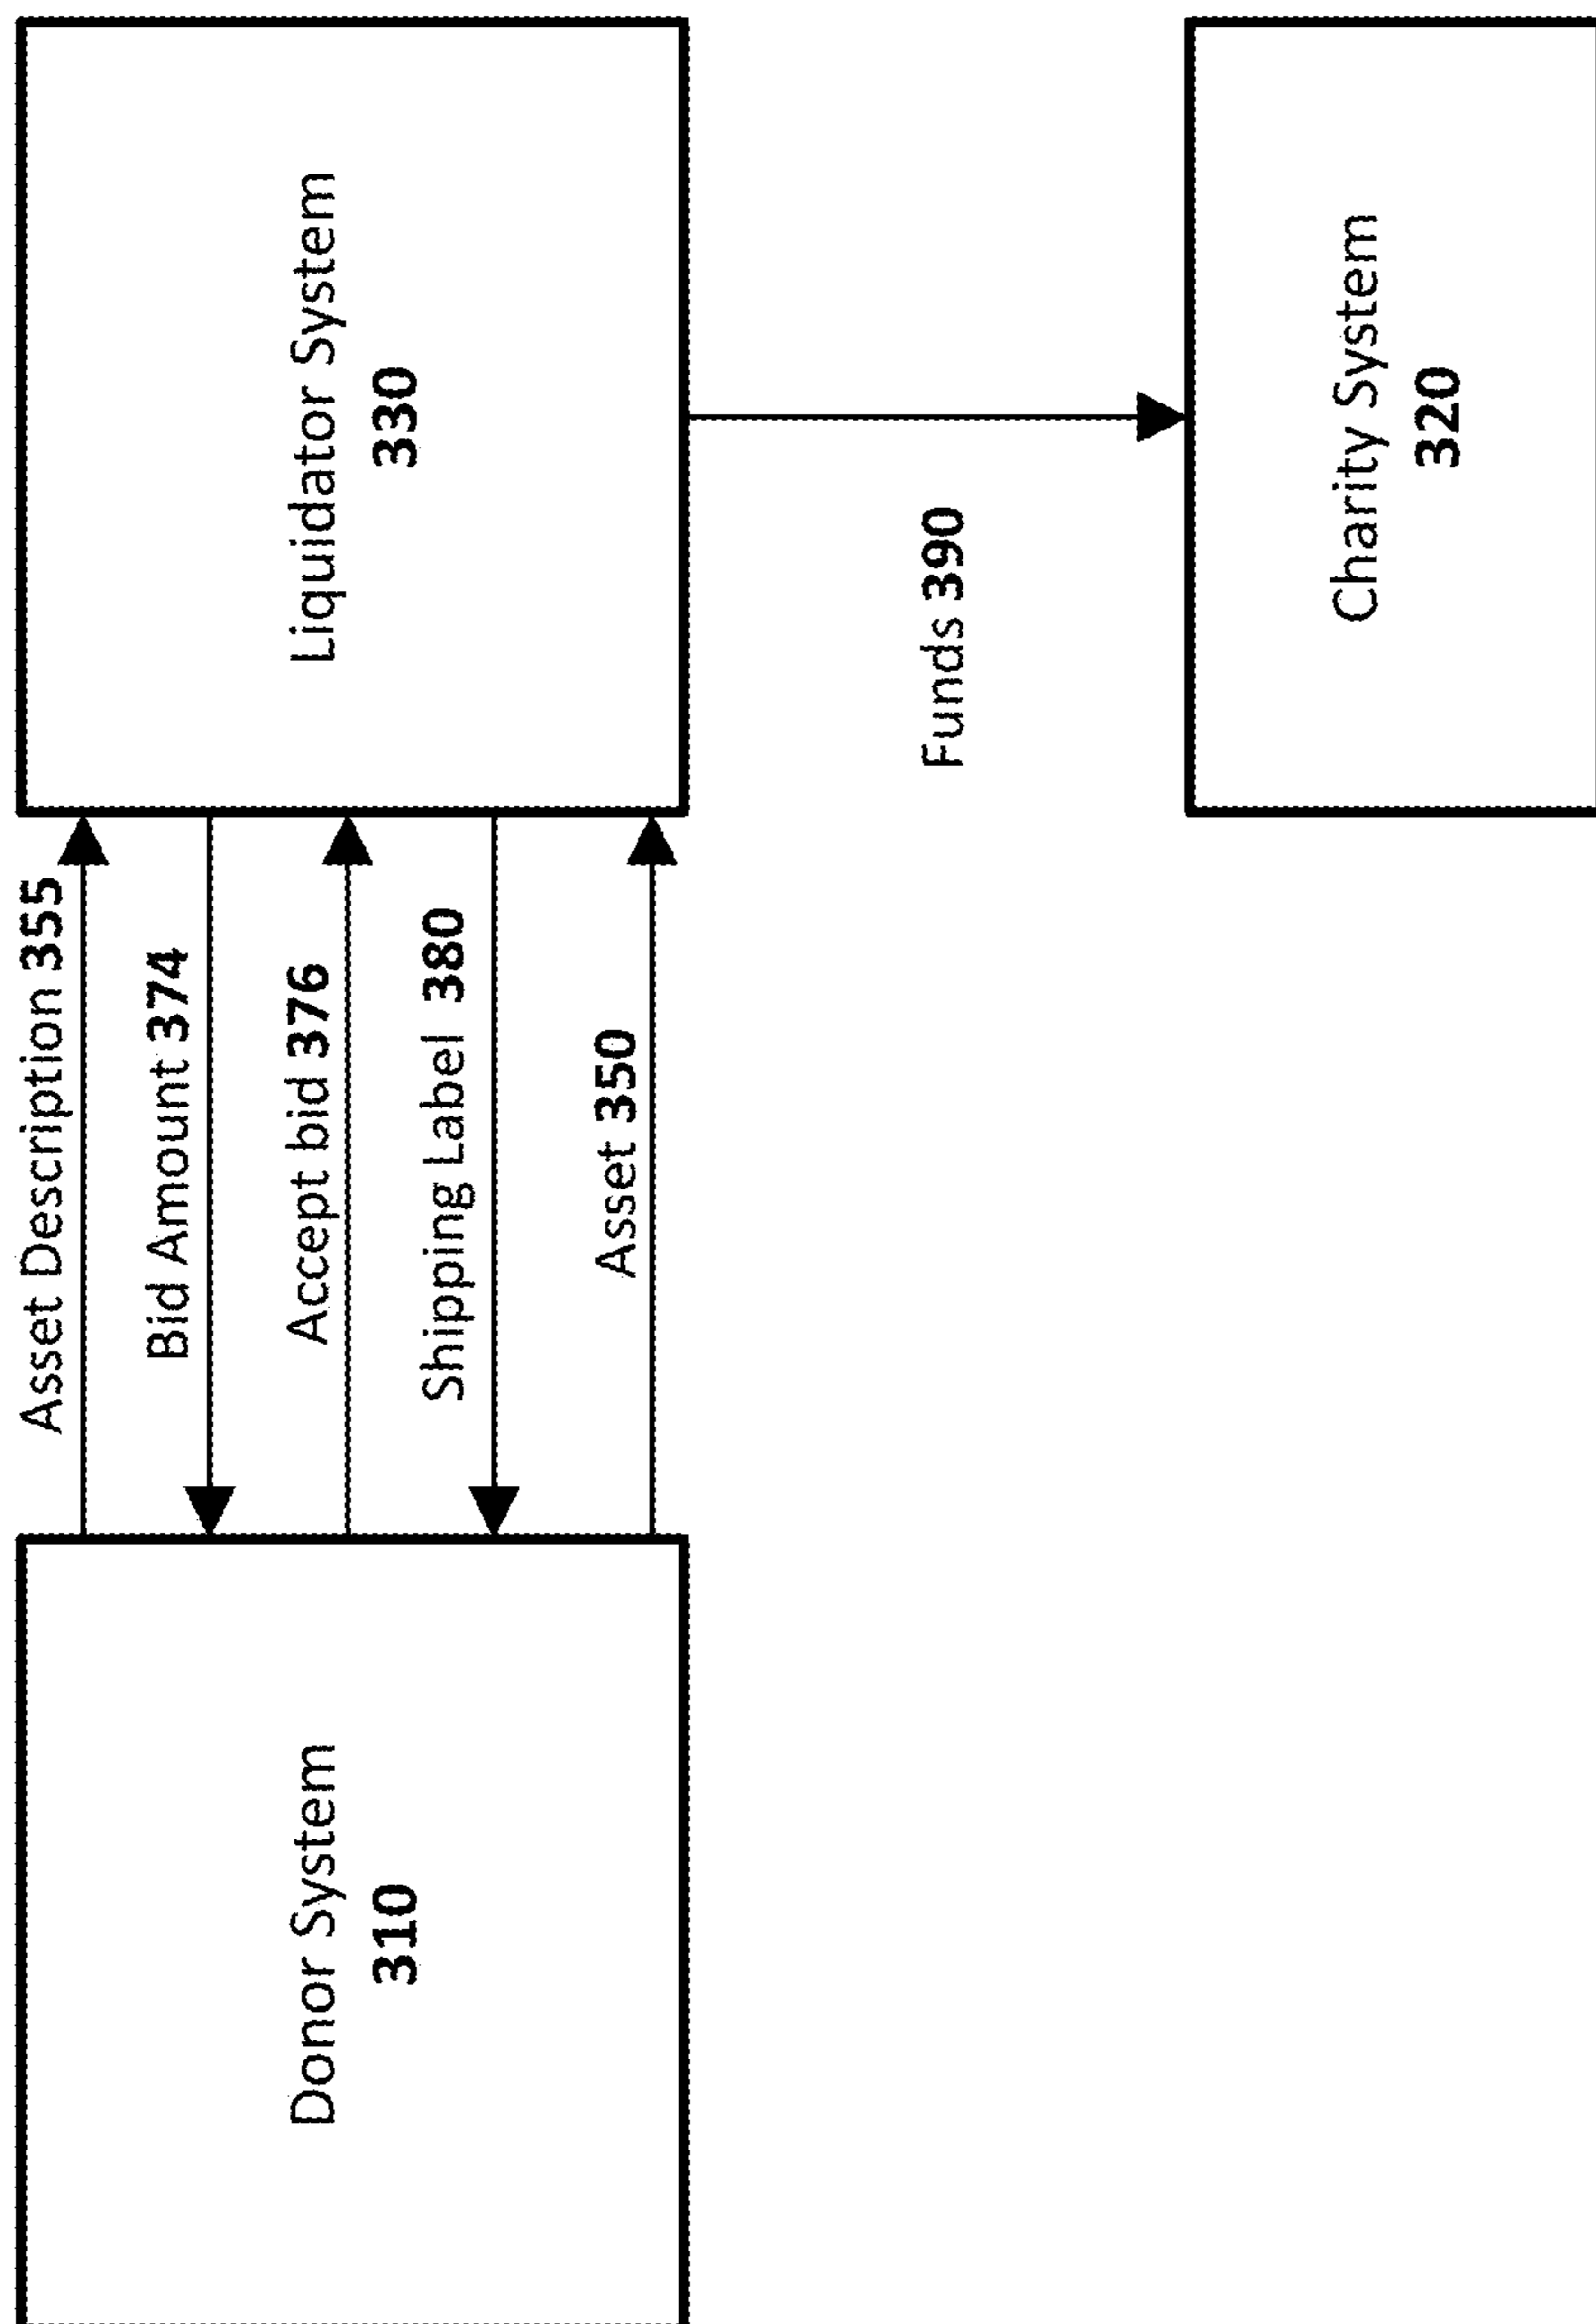 Donor System
310
Asset Description 355
Bid Amount 374
Accept bid 376
Shipping Label 380
Asset 350
Liquidator System
330
Funds 390
Charity System
320